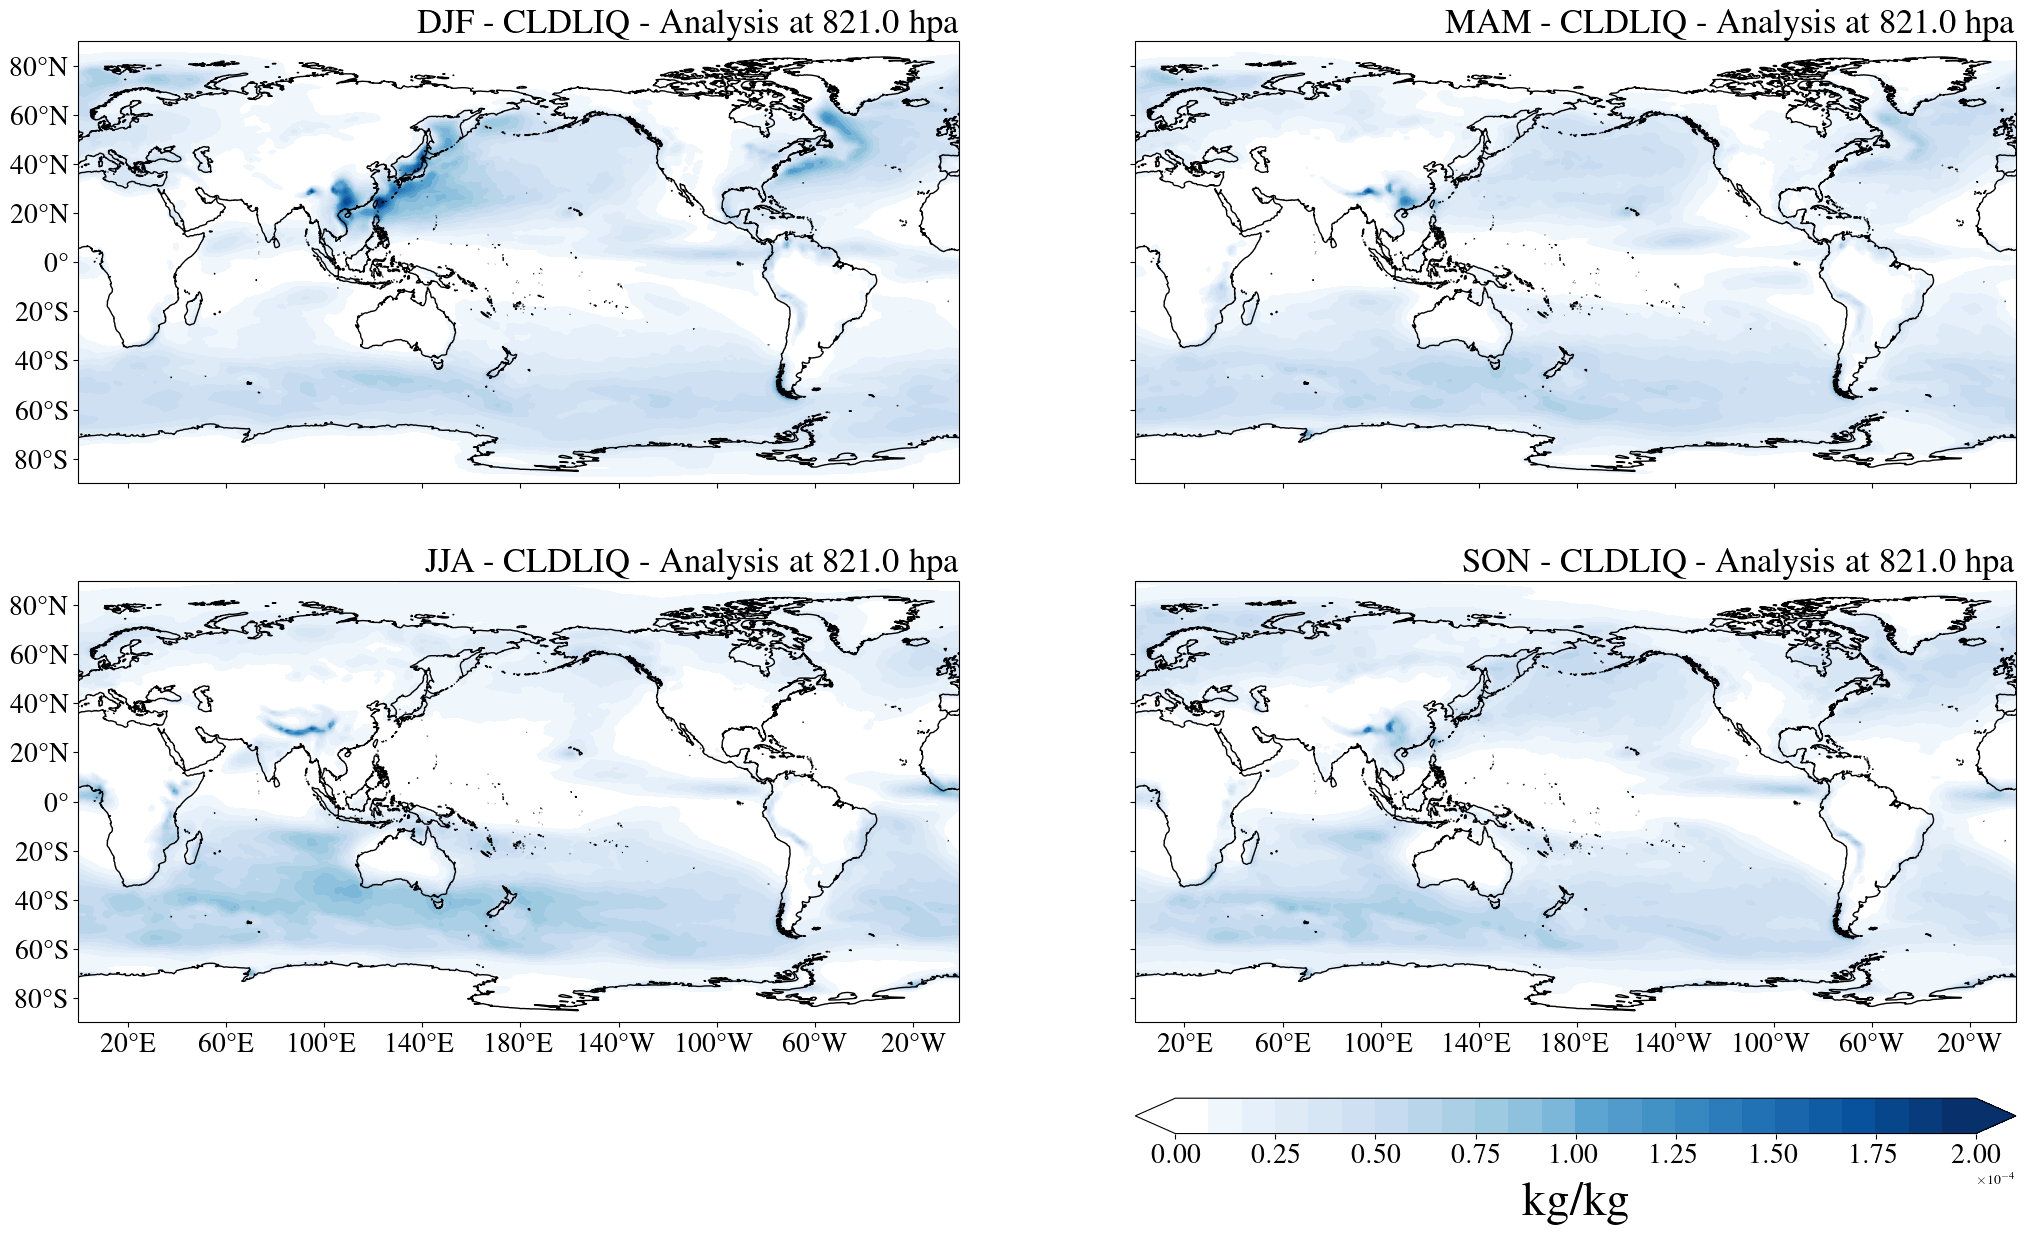 DJF - CLDLIQ - Analysis at 821.0 hpa
MAM - CLDLIQ - Analysis at 821.0 hpa
80°N
60°N
40°N
20°N
0°
20°S
40°S
60°S
80°S
JJA - CLDLIQ - Analysis at 821.0 hpa
SON - CLDLIQ - Analysis at 821.0 hpa
80°N
60°N
40°N
20°N
0°
20°S
40°S
60°S
80°S
20°E 60°E 100°E 140°E 180°E 140°W 100°W 60°W 20°W
20°E 60°E 100°E 140°E 180°E 140°W 100°W 60°W 20°W
0.00 0.25 0.50 0.75 1.00 1.25 1.50 1.75 2.00
×10⁻⁴
kg/kg